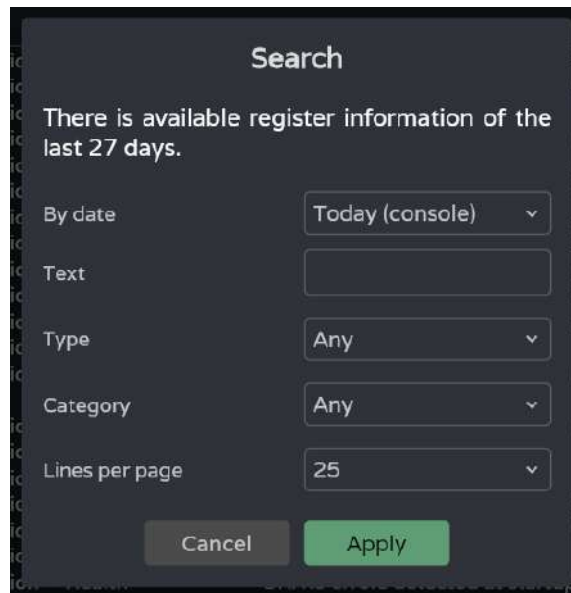 Search
There is available register information of the
last 27 days.
By date Today (console)
Text
Type Any
Category Any
Lines per page 25
Cancel Apply